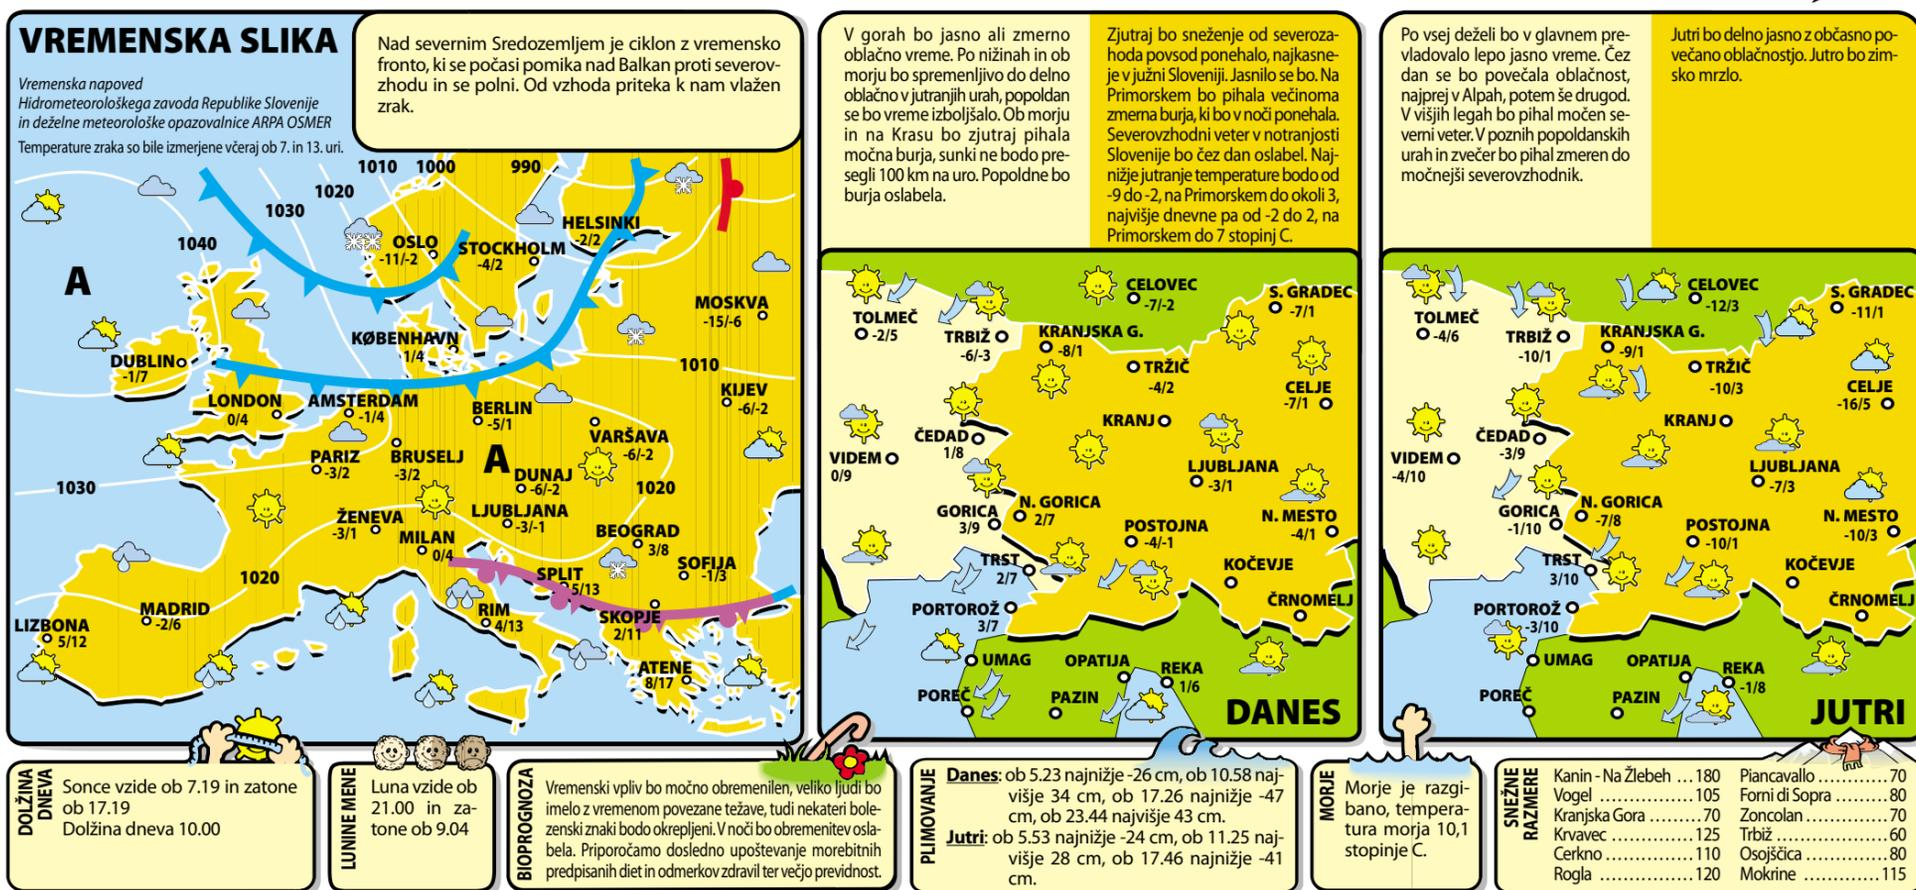 VREMENSKA SLIKA
Vremenska napoved
Hidrometeorološkega zavoda Republike Slovenije
in deželne meteorološke opazovalnice ARPA OSMER
Temperature zraka so bile izmerjene včeraj ob 7. in 13. uri.
Nad severnim Sredozemljem je ciklon z vremensko
fronto, ki se počasi pomika nad Balkan proti severov-
zhodu in se polni. Od vzhoda priteka k nam vlažen
zrak.
1010
1000
990
1020
1030
1040
A
HELSINKI
-2/2
OSLO
-11/-2
STOCKHOLM
-4/2
MOSKVA
-15/-6
KØBENHAVN
1/4
DUBLIN
-1/7
1010
LONDON
0/4
AMSTERDAM
-1/4
BERLIN
-5/1
KIJEV
-6/-2
VARŠAVA
-6/-2
PARIZ
-3/2
BRUSELJ
-3/2
A
DUNAJ
-6/-2
1030
1020
ŽENEVA
-3/1
LJUBLJANA
-3/-1
MILAN
0/4
BEOGRAD
3/8
SOFIJA
-1/3
1020
SPLIT
5/13
MADRID
-2/6
RIM
4/13
SKOPJE
2/11
LIZBONA
5/12
ATENE
8/17
V gorah bo jasno ali zmerno
oblačno vreme. Po nižinah in ob
morju bo spremenljivo do delno
oblačno v jutranjih urah, popoldan
se bo vreme izboljšalo. Ob morju
in na Krasu bo zjutraj pihala
močna burja, sunki ne bodo pre-
segli 100 km na uro. Popoldne bo
burja oslabela.
Zjutraj bo sneženje od severoza-
hoda povsod ponehalo, najkasne-
je v južni Sloveniji. Jasnilo se bo. Na
Primorskem bo pihala večinoma
zmerna burja, ki bo v noči ponehala.
Severovzhodni veter v notranjosti
Slovenije bo čez dan oslabel. Naj-
nižje jutranje temperature bodo od
-9 do -2, na Primorskem do okoli 3,
najvišje dnevne pa od -2 do 2, na
Primorskem do 7 stopinj C.
CELOVEC
-7/-2
S. GRADEC
-7/1
TOLMEČ
-2/5
TRBIŽ
-6/-3
KRANJSKA G.
-8/1
TRŽIČ
-4/2
CELJE
-7/1
KRANJ
ČEDAD
1/8
VIDEM
0/9
LJUBLJANA
-3/1
GORICA
3/9
N. GORICA
2/7
POSTOJNA
-4/-1
N. MESTO
-4/1
TRST
2/7
KOČEVJE
PORTOROŽ
3/7
ČRNOMELJ
UMAG
OPATIJA
REKA
1/6
POREČ
PAZIN
DANES
Po vsej deželi bo v glavnem pre-
vladovalo lepo jasno vreme. Čez
dan se bo povečala oblačnost,
najprej v Alpah, potem še drugod.
V višjih legah bo pihal močen se-
verni veter. V poznih popoldanskih
urah in zvečer bo pihal zmeren do
močnejši severovzhodnik.
Jutri bo delno jasno z občasno po-
večano oblačnostjo. Jutro bo zim-
sko mrzlo.
CELOVEC
-12/3
S. GRADEC
-11/1
TOLMEČ
-4/6
TRBIŽ
-10/1
KRANJSKA G.
-9/1
TRŽIČ
-10/3
CELJE
-16/5
KRANJ
ČEDAD
-3/9
VIDEM
-4/10
LJUBLJANA
-7/3
GORICA
-1/10
N. GORICA
-7/8
POSTOJNA
-10/1
N. MESTO
-10/3
TRST
3/10
KOČEVJE
PORTOROŽ
-3/10
ČRNOMELJ
UMAG
OPATIJA
REKA
-1/8
POREČ
PAZIN
JUTRI
DOLŽINA
DNEVA
Sonce vzide ob 7.19 in zatone
ob 17.19
Dolžina dneva 10.00
LUNINE MENE
Luna vzide ob
21.00 in za-
tone ob 9.04
BIOPROGNOZA
Vremenski vpliv bo močno obremenilen, veliko ljudi bo
imelo z vremenom povezane težave, tudi nekateri bole-
zenski znaki bodo okrepljeni. V noči bo obremenitev osla-
bela. Priporočamo dosledno upoštevanje morebitnih
predpisanih diet in odmerkov zdravil ter večjo previdnost.
PLIMOVANJE
Danes: ob 5.23 najnižje -26 cm, ob 10.58 naj-
višje 34 cm, ob 17.26 najnižje -47
cm, ob 23.44 najvišje 43 cm.
Jutri: ob 5.53 najnižje -24 cm, ob 11.25 naj-
višje 28 cm, ob 17.46 najnižje -41
cm.
MORJE
Morje je razgi-
bano, tempera-
tura morja 10,1
stopinje C.
SNEŽNE
RAZMERE
Kanin - Na Žlebeh ...180
Vogel ..................105
Kranjska Gora .........70
Krvavec ................125
Cerkno .................110
Rogla ...................120
Piancavallo ............70
Forni di Sopra .........80
Zoncolan ...............70
Trbiž ....................60
Osojščica ..............80
Mokrine ...............115